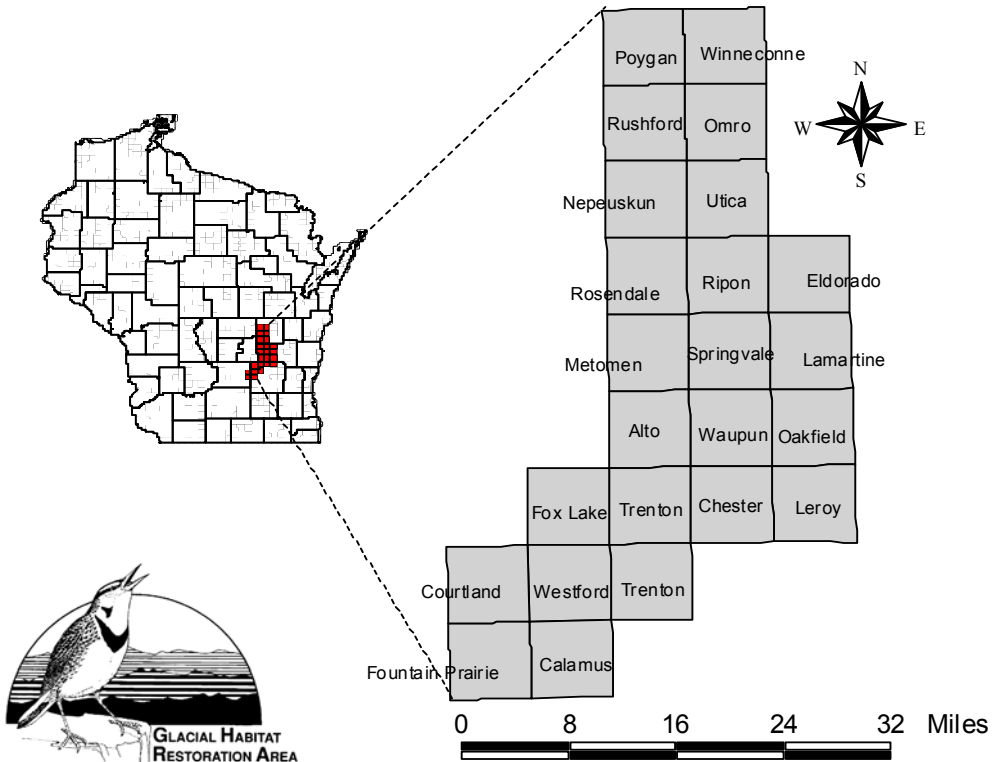 Poygan Winneconne
N
W E
S
Rushford Omro
Nepeuskun Utica
Rosendale Ripon Eldorado
Metomen Springvale Lamartine
Alto Waupun Oakfield
Fox Lake Trenton Chester Leroy
Courtland Westford Trenton
Fountain Prairie Calamus
0 8 16 24 32 Miles
GLACIAL HABITAT
RESTORATION AREA